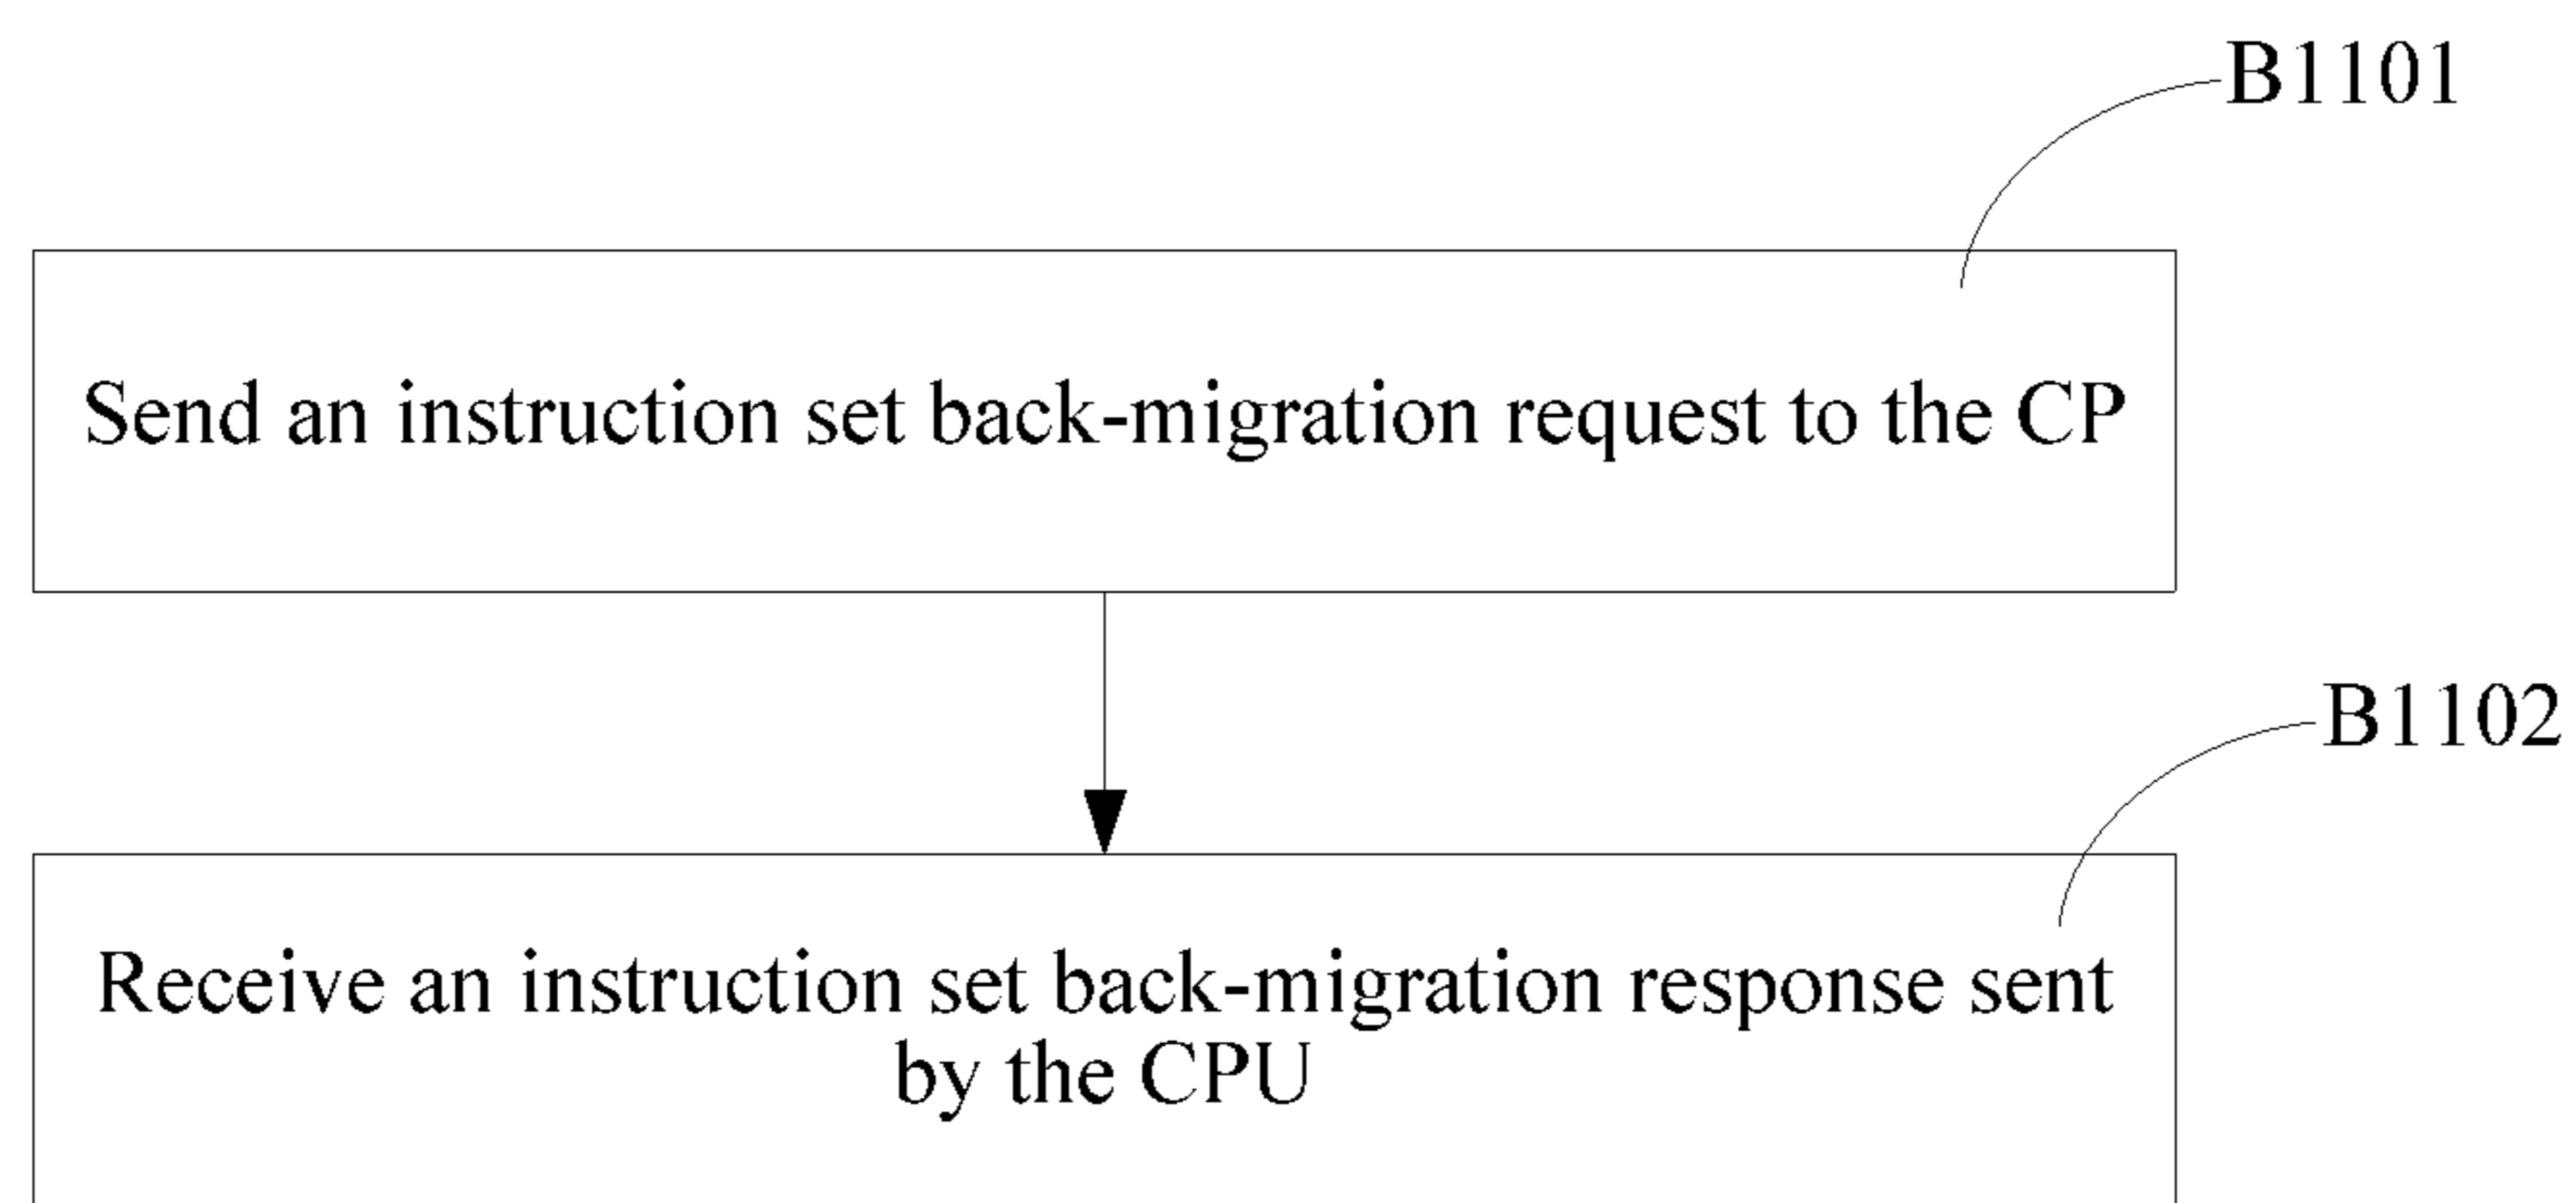 B1101
Send an instruction set back-migration request to the CP
B1102
Receive an instruction set back-migration response sent
by the CPU